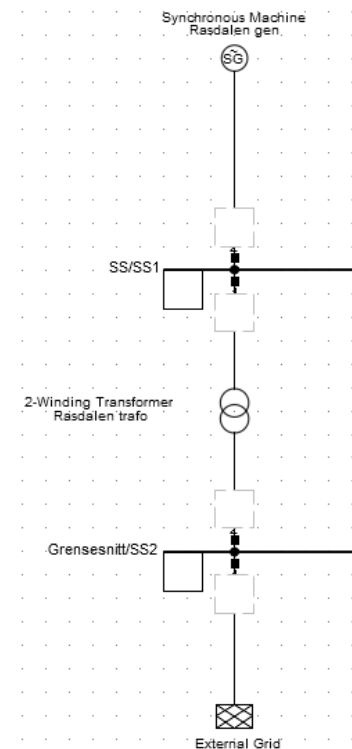 Synchronous Machine
Rasdalen gen
SG
SS/SS1
2-Winding Transformer
Rasdalen trafo
Grensesnitt/SS2
External Grid